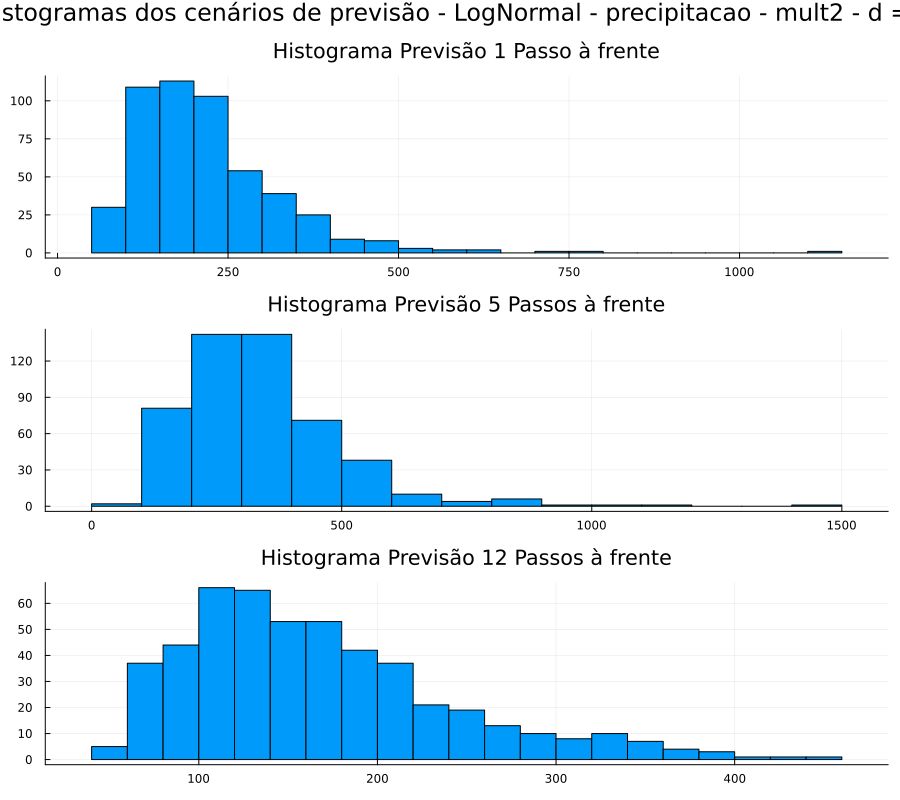 stogramas dos cenários de previsão - LogNormal - precipitacao - mult2 - d =
Histograma Previsão 1 Passo à frente
100
75
50
25
0
0 250 500 750 1000
Histograma Previsão 5 Passos à frente
120
90
60
30
0
0 500 1000 1500
Histograma Previsão 12 Passos à frente
60
50
40
30
20
10
0
100 200 300 400